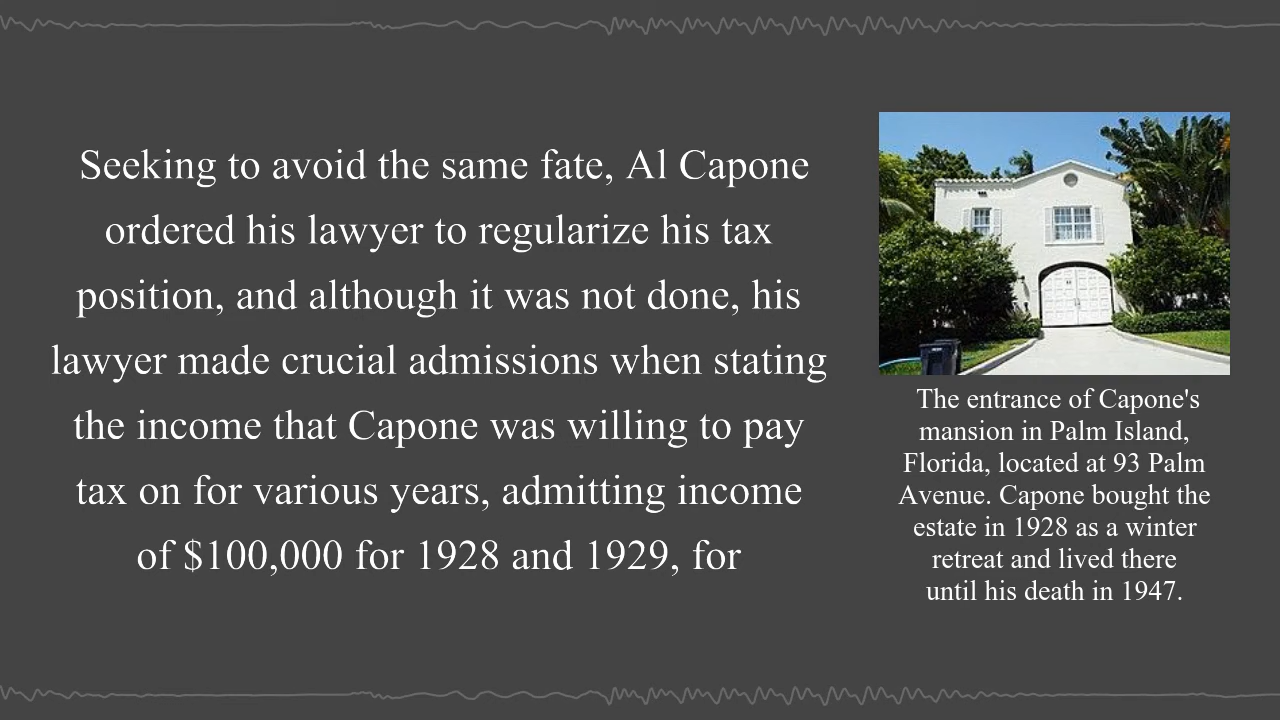 Seeking to avoid the same fate, Al Capone
ordered his lawyer to regularize his tax
position, and although it was not done, his
lawyer made crucial admissions when stating
the income that Capone was willing to pay
tax on for various years, admitting income
of $100,000 for 1928 and 1929, for
The entrance of Capone's
mansion in Palm Island,
Florida, located at 93 Palm
Avenue. Capone bought the
estate in 1928 as a winter
retreat and lived there
until his death in 1947.